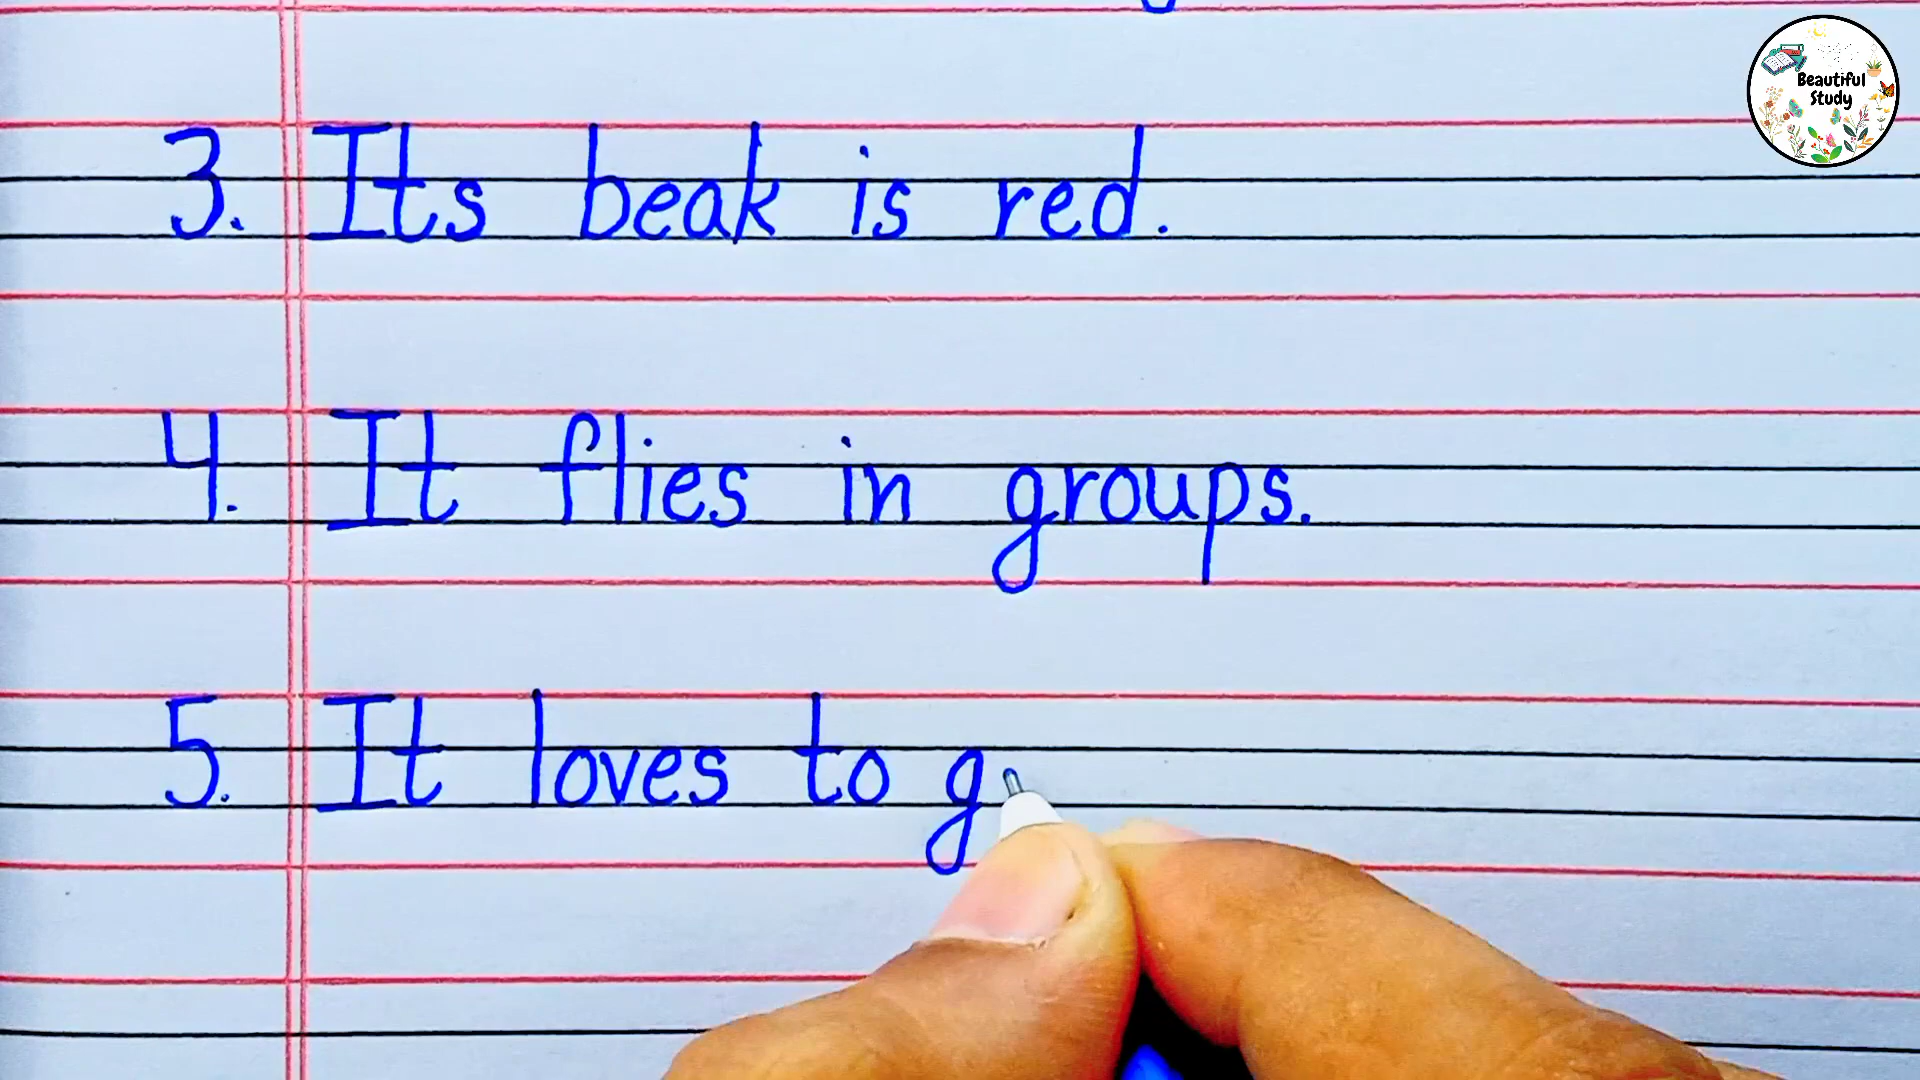 Beautiful
Study
3. Its beak is red.
4. It flies in groups.
5. It loves to g